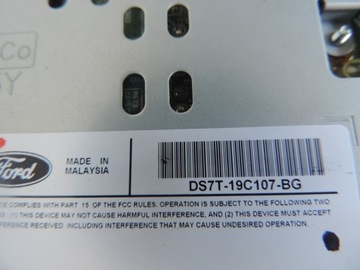 Co
Y
Ford
MADE IN
MALAYSIA
DS7T-19C107-BG
CE COMPLIES WITH PART 15 OF THE FCC RULES. OPERATION IS SUBJECT TO THE FOLLOWING TWO
(1) THIS DEVICE MAY NOT CAUSE HARMFUL INTERFERENCE, AND (2) THIS DEVICE MUST ACCEPT
FERENCE RECEIVED, INCLUDING INTERFERENCE THAT MAY CAUSE UNDESIRED OPERATION.